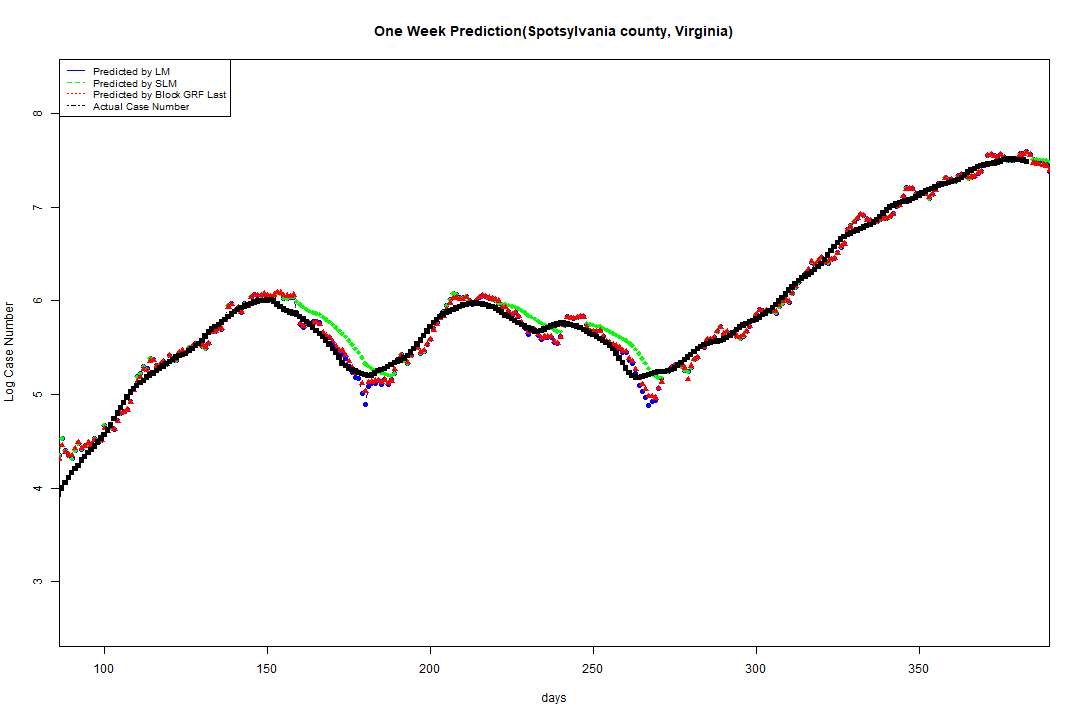 One Week Prediction(Spotsylvania county, Virginia)
Predicted by LM
Predicted by SLM
Predicted by Block GRF Last
Actual Case Number
8
7
6
5
4
3
Log Case Number
100 150 200 250 300 350
days